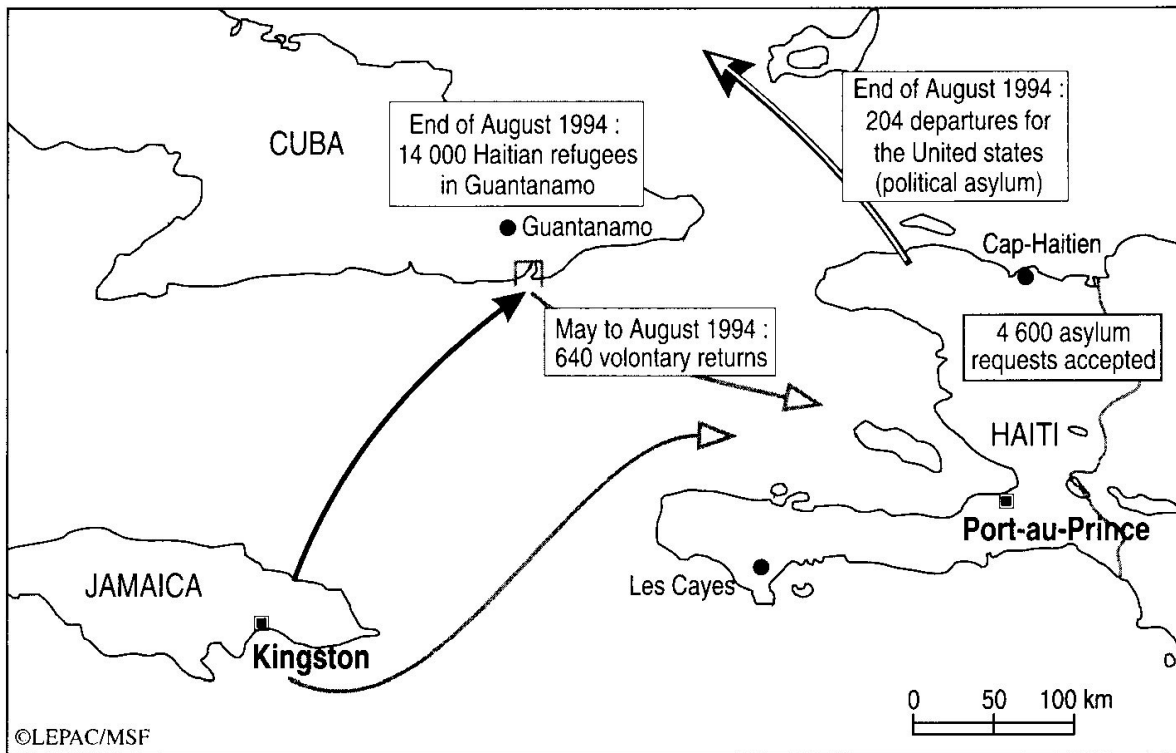 CUBA
End of August 1994 :
14 000 Haitian refugees
in Guantanamo
Guantanamo
End of August 1994 :
204 departures for
the United states
(political asylum)
Cap-Haitien
May to August 1994 :
640 volontary returns
4 600 asylum
requests accepted
HAITI
Port-au-Prince
Les Cayes
JAMAICA
Kingston
0 50 100 km
©LEPAC/MSF